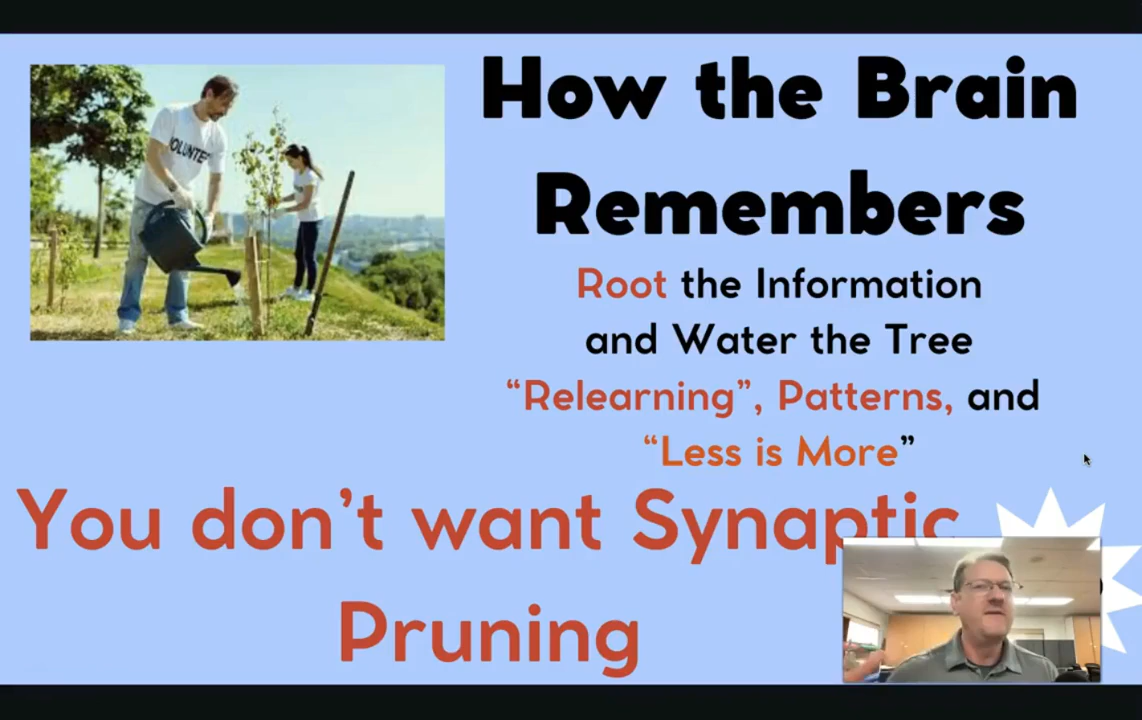 How the Brain
Remembers
Root the Information
and Water the Tree
“Relearning”, Patterns, and
“Less is More”
You don’t want Synaptic
Pruning
VOLUNTEE